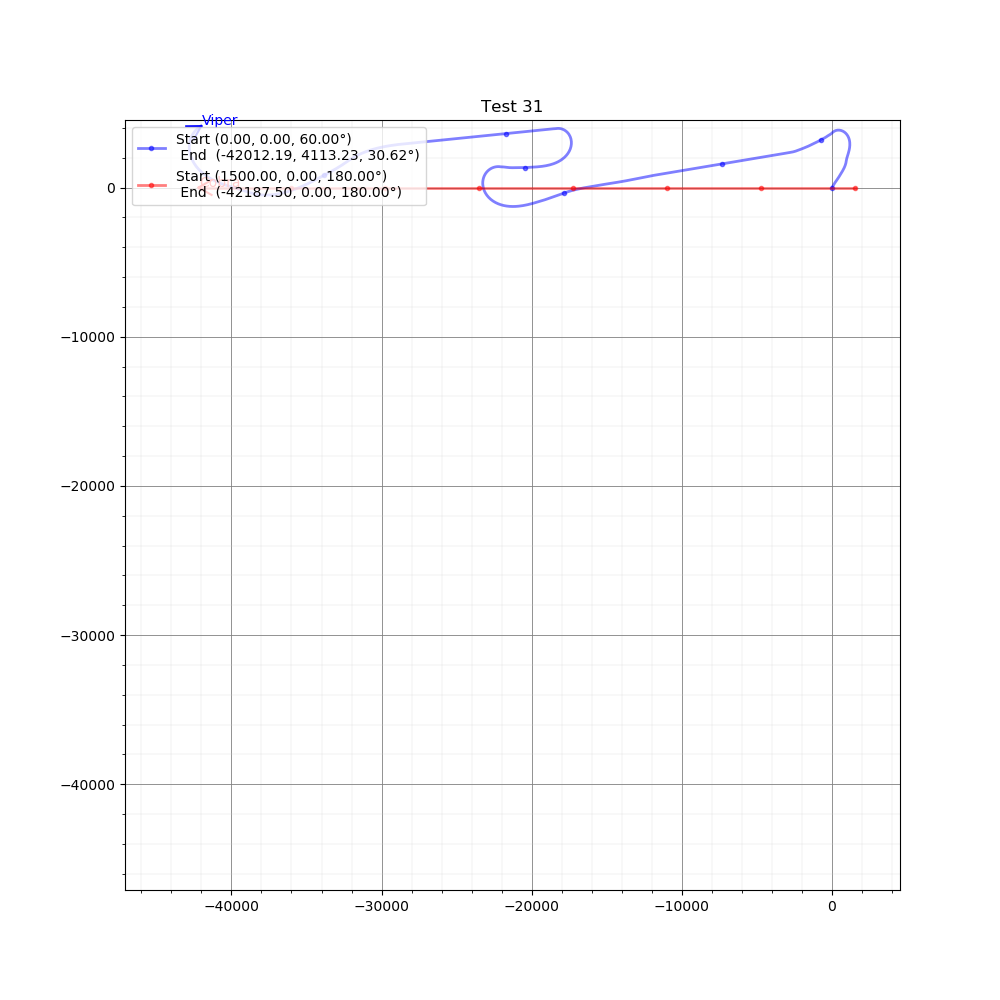 Test 31
Viper
Start (0.00, 0.00, 60.00°)
End  (-42012.19, 4113.23, 30.62°)
Start (1500.00, 0.00, 180.00°)
End  (-42187.50, 0.00, 180.00°)
0
−10000
−20000
−30000
−40000
−40000 −30000 −20000 −10000 0